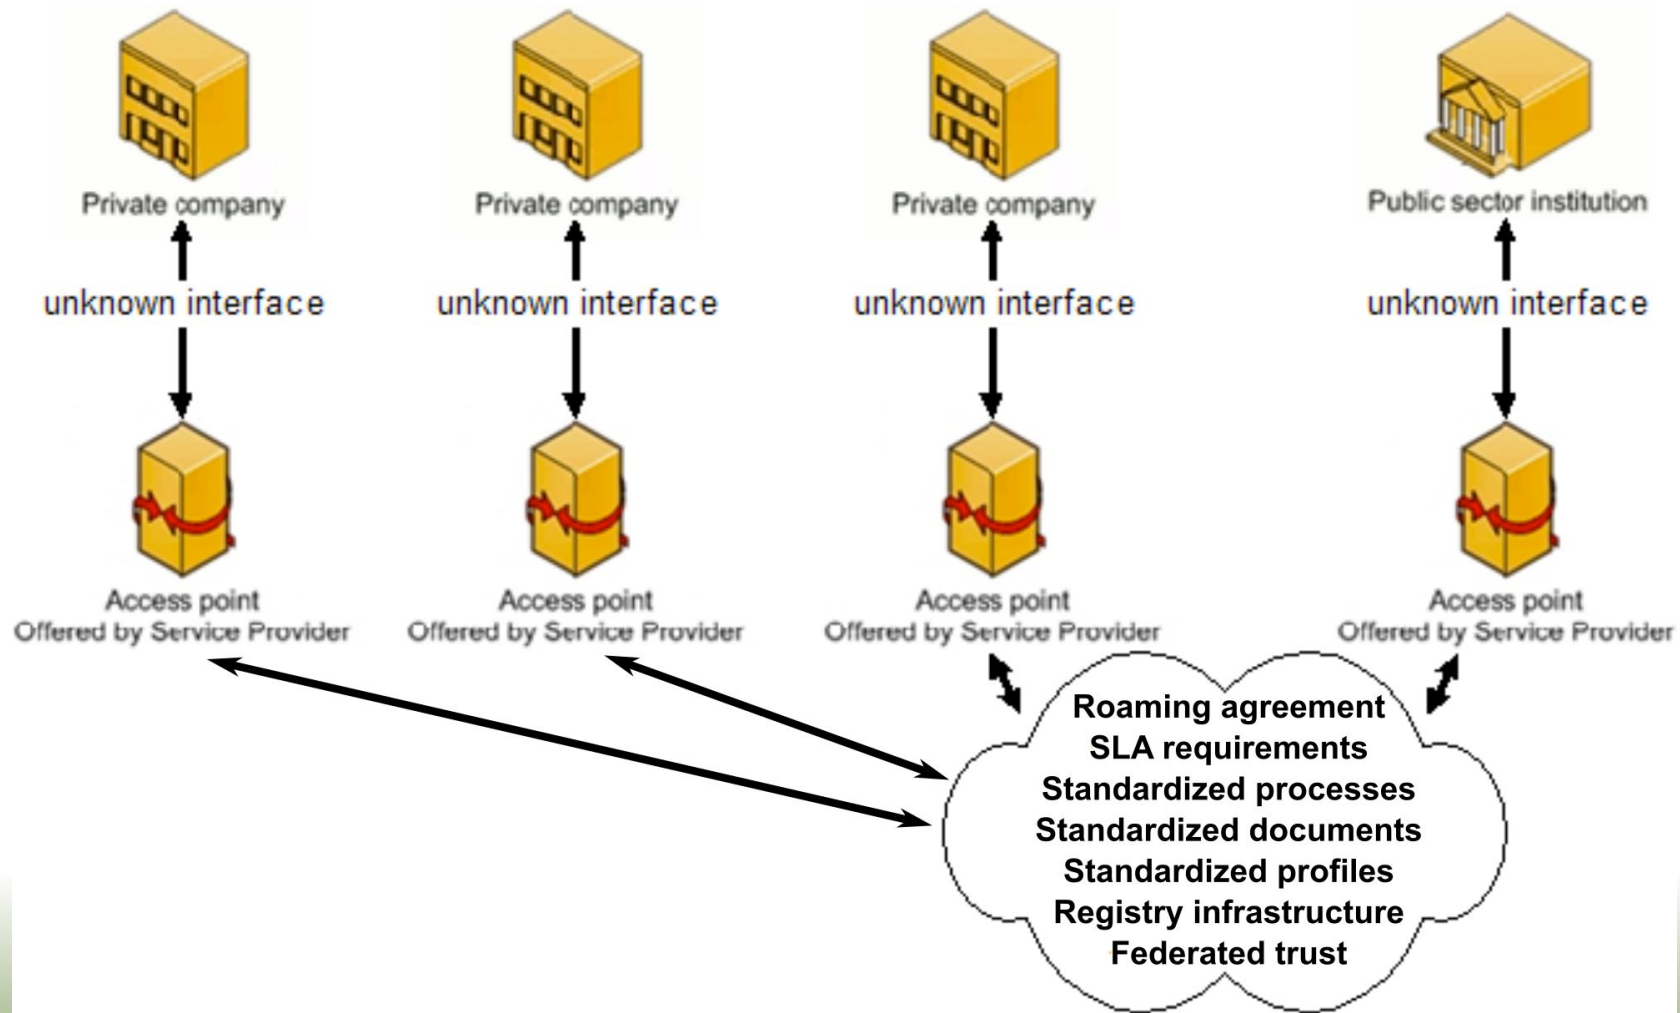 Private company
Private company
Private company
Public sector institution
unknown interface
unknown interface
unknown interface
unknown interface
Access point
Offered by Service Provider
Access point
Offered by Service Provider
Access point
Offered by Service Provider
Access point
Offered by Service Provider
Roaming agreement
SLA requirements
Standardized processes
Standardized documents
Standardized profiles
Registry infrastructure
Federated trust